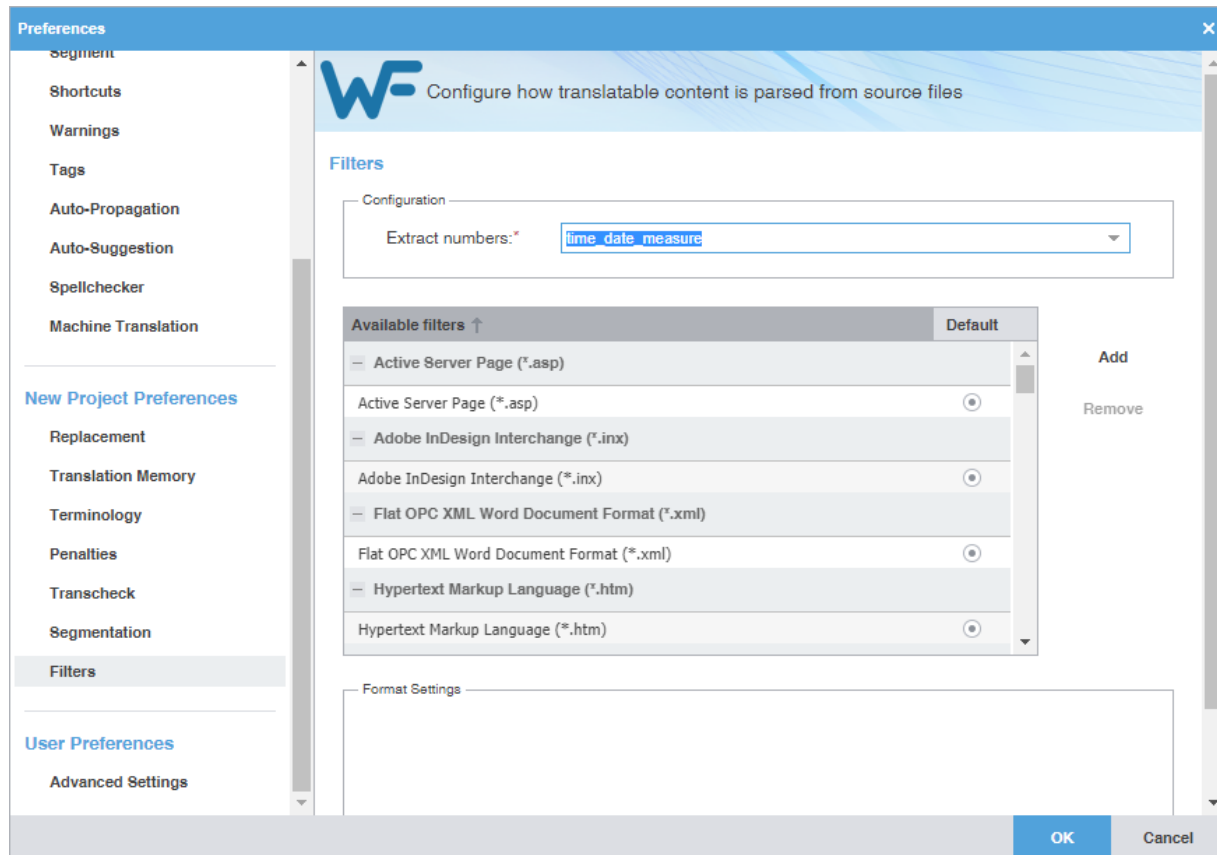 Preferences
Segment
Shortcuts
Warnings
Tags
Auto-Propagation
Auto-Suggestion
Spellchecker
Machine Translation
New Project Preferences
Replacement
Translation Memory
Terminology
Penalties
Transcheck
Segmentation
Filters
User Preferences
Advanced Settings
WF Configure how translatable content is parsed from source files
Filters
Configuration
Extract numbers:* time_date_measure
Available filters Default
Active Server Page (*.asp)
Active Server Page (*.asp)
Adobe InDesign Interchange (*.inx)
Adobe InDesign Interchange (*.inx)
Flat OPC XML Word Document Format (*.xml)
Flat OPC XML Word Document Format (*.xml)
Hypertext Markup Language (*.htm)
Hypertext Markup Language (*.htm)
Add
Remove
Format Settings
OK Cancel